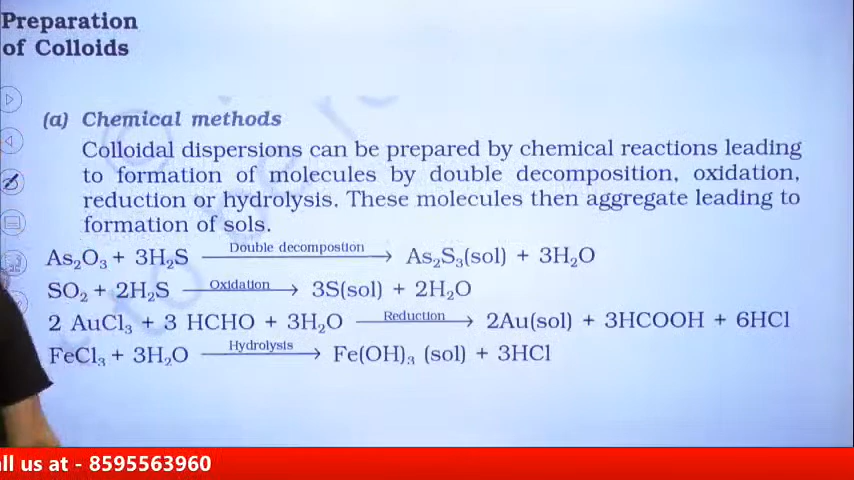 Preparation
of Colloids
(a) Chemical methods
Colloidal dispersions can be prepared by chemical reactions leading
to formation of molecules by double decomposition, oxidation,
reduction or hydrolysis. These molecules then aggregate leading to
formation of sols.
As₂O₃ + 3H₂S Double decompostion → As₂S₃(sol) + 3H₂O
SO₂ + 2H₂S Oxidation → 3S(sol) + 2H₂O
2 AuCl₃ + 3 HCHO + 3H₂O Reduction → 2Au(sol) + 3HCOOH + 6HCl
FeCl₃ + 3H₂O Hydrolysis → Fe(OH)₃ (sol) + 3HCl
ll us at - 8595563960